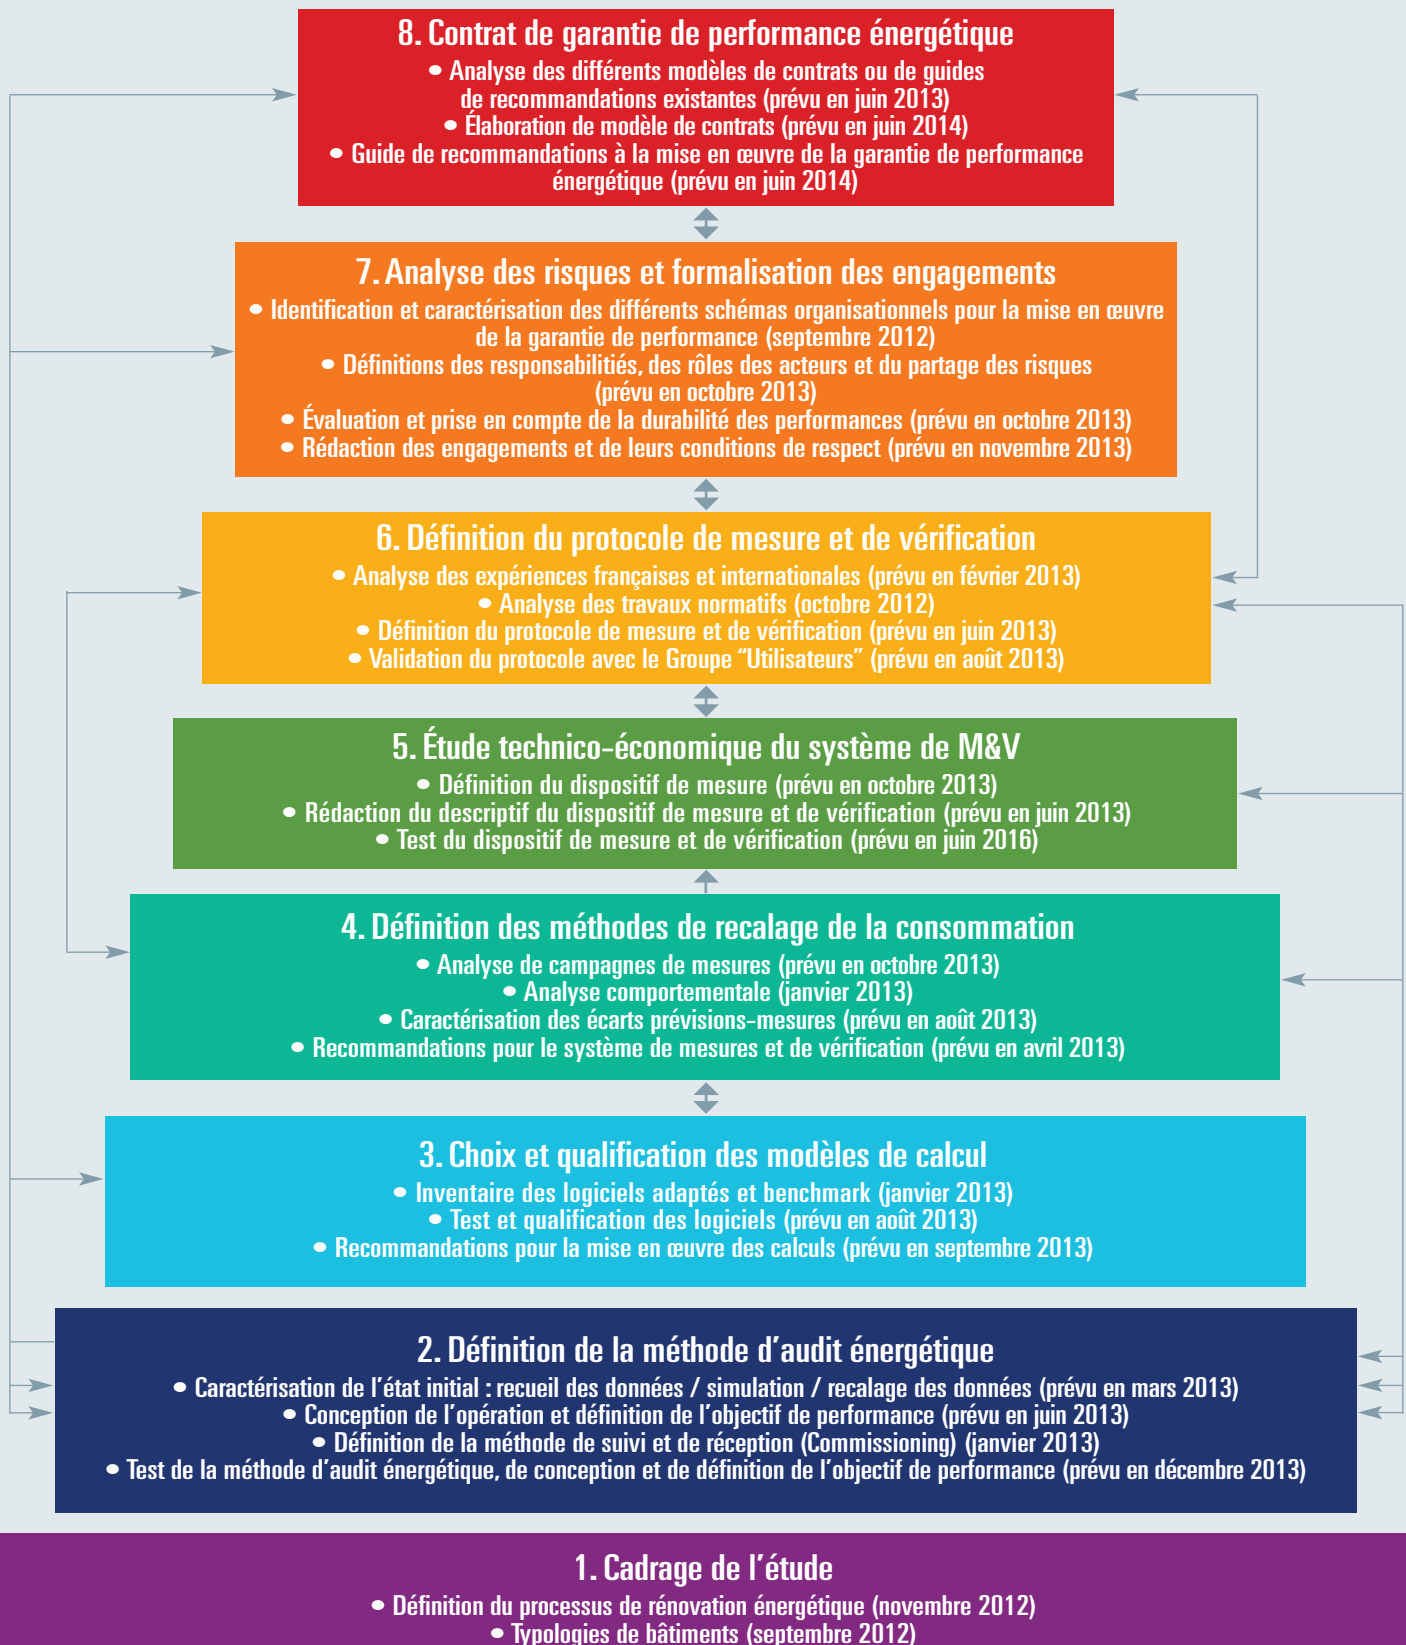 8. Contrat de garantie de performance énergétique
• Analyse des différents modèles de contrats ou de guides
de recommandations existantes (prévu en juin 2013)
• Élaboration de modèle de contrats (prévu en juin 2014)
• Guide de recommandations à la mise en œuvre de la garantie de performance
énergétique (prévu en juin 2014)
7. Analyse des risques et formalisation des engagements
• Identification et caractérisation des différents schémas organisationnels pour la mise en œuvre
de la garantie de performance (septembre 2012)
• Définitions des responsabilitiés, des rôles des acteurs et du partage des risques
(prévu en octobre 2013)
• Évaluation et prise en compte de la durabilité des performances (prévu en octobre 2013)
• Rédaction des engagements et de leurs conditions de respect (prévu en novembre 2013)
6. Définition du protocole de mesure et de vérification
• Analyse des expériences françaises et internationales (prévu en février 2013)
• Analyse des travaux normatifs (octobre 2012)
• Définition du protocole de mesure et de vérification (prévu en juin 2013)
• Validation du protocole avec le Groupe “Utilisateurs” (prévu en août 2013)
5. Étude technico-économique du système de M&V
• Définition du dispositif de mesure (prévu en octobre 2013)
• Rédaction du descriptif du dispositif de mesure et de vérification (prévu en juin 2013)
• Test du dispositif de mesure et de vérification (prévu en juin 2016)
4. Définition des méthodes de recalage de la consommation
• Analyse de campagnes de mesures (prévu en octobre 2013)
• Analyse comportementale (janvier 2013)
• Caractérisation des écarts prévisions-mesures (prévu en août 2013)
• Recommandations pour le système de mesures et de vérification (prévu en avril 2013)
3. Choix et qualification des modèles de calcul
• Inventaire des logiciels adaptés et benchmark (janvier 2013)
• Test et qualification des logiciels (prévu en août 2013)
• Recommandations pour la mise en œuvre des calculs (prévu en septembre 2013)
2. Définition de la méthode d’audit énergétique
• Caractérisation de l’état initial : recueil des données / simulation / recalage des données (prévu en mars 2013)
• Conception de l’opération et définition de l’objectif de performance (prévu en juin 2013)
• Définition de la méthode de suivi et de réception (Commissioning) (janvier 2013)
• Test de la méthode d’audit énergétique, de conception et de définition de l’objectif de performance (prévu en décembre 2013)
1. Cadrage de l’étude
• Définition du processus de rénovation énergétique (novembre 2012)
• Typologies de bâtiments (septembre 2012)